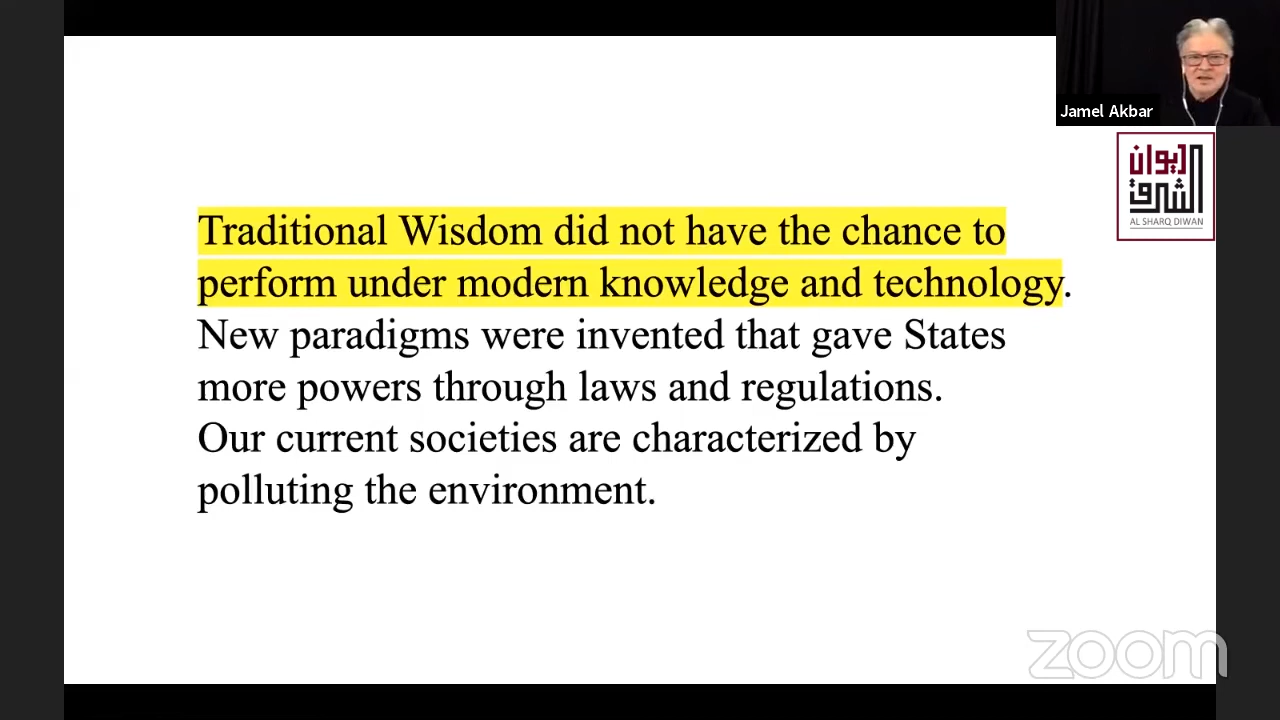 Jamel Akbar
الشرق
ديوان
AL SHARQ DIWAN
Traditional Wisdom did not have the chance to
perform under modern knowledge and technology.
New paradigms were invented that gave States
more powers through laws and regulations.
Our current societies are characterized by
polluting the environment.
zoom